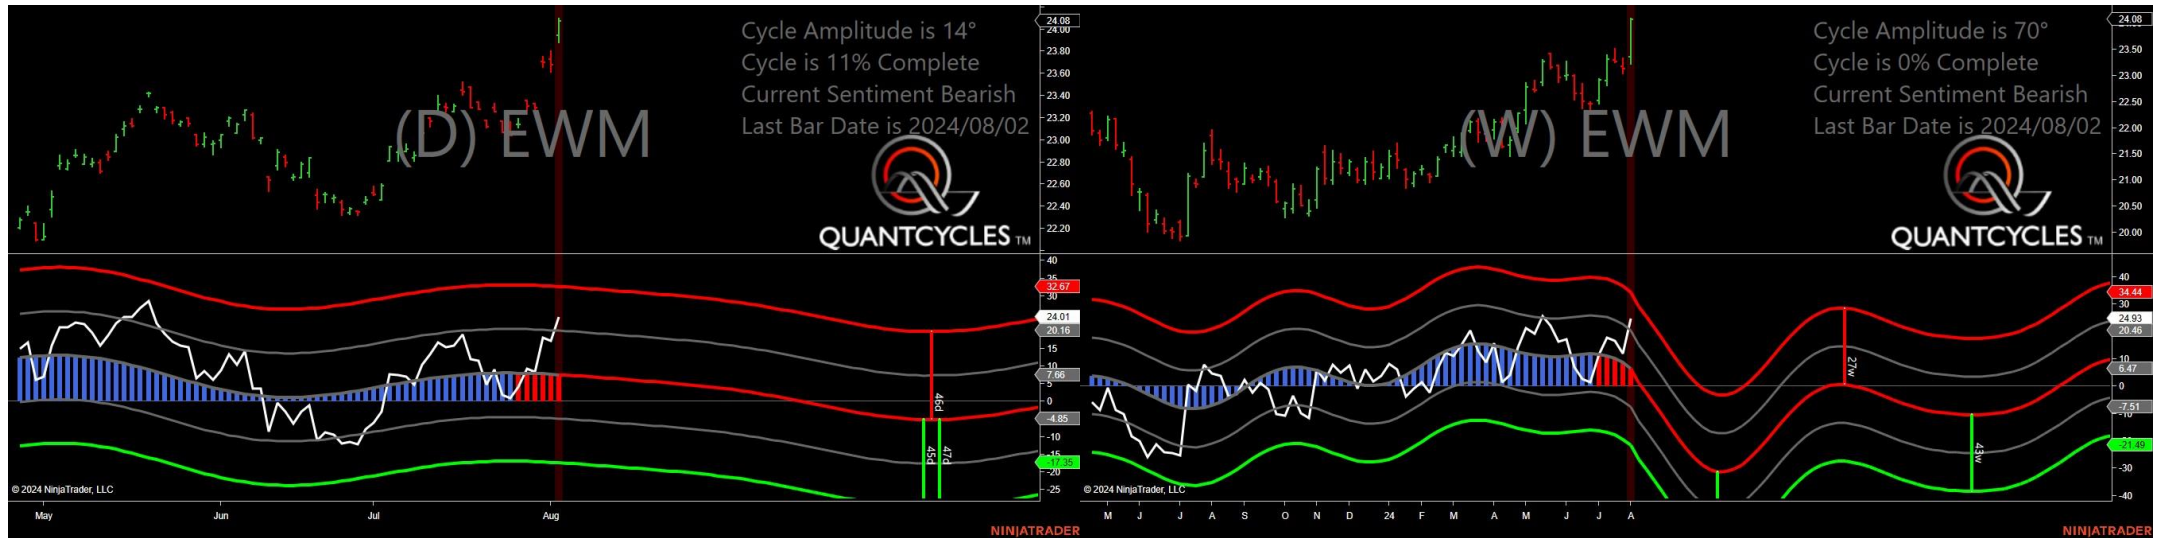 Cycle Amplitude is 14°
Cycle is 11% Complete
Current Sentiment Bearish
Last Bar Date is 2024/08/02
(D) EWM
QUANTCYCLES TM
24.08
24.00
23.80
23.60
23.40
23.20
23.00
22.80
22.60
22.40
22.20
40
35
32.67
30
24.01
20.16
15
10
7.66
5
0
-4.85
-10
-15
-17.35
-20
-25
46d
45d
47d
© 2024 NinjaTrader, LLC
May Jun Jul Aug
NINJATRADER
Cycle Amplitude is 70°
Cycle is 0% Complete
Current Sentiment Bearish
Last Bar Date is 2024/08/02
(W) EWM
QUANTCYCLES TM
24.08
23.50
23.00
22.50
22.00
21.50
21.00
20.50
20.00
40
34.44
30
24.93
20.46
10
6.47
0
-7.51
-10
-21.49
-30
-40
27w
43w
© 2024 NinjaTrader, LLC
M J J A S O N D 24 F M A M J J A
NINJATRADER